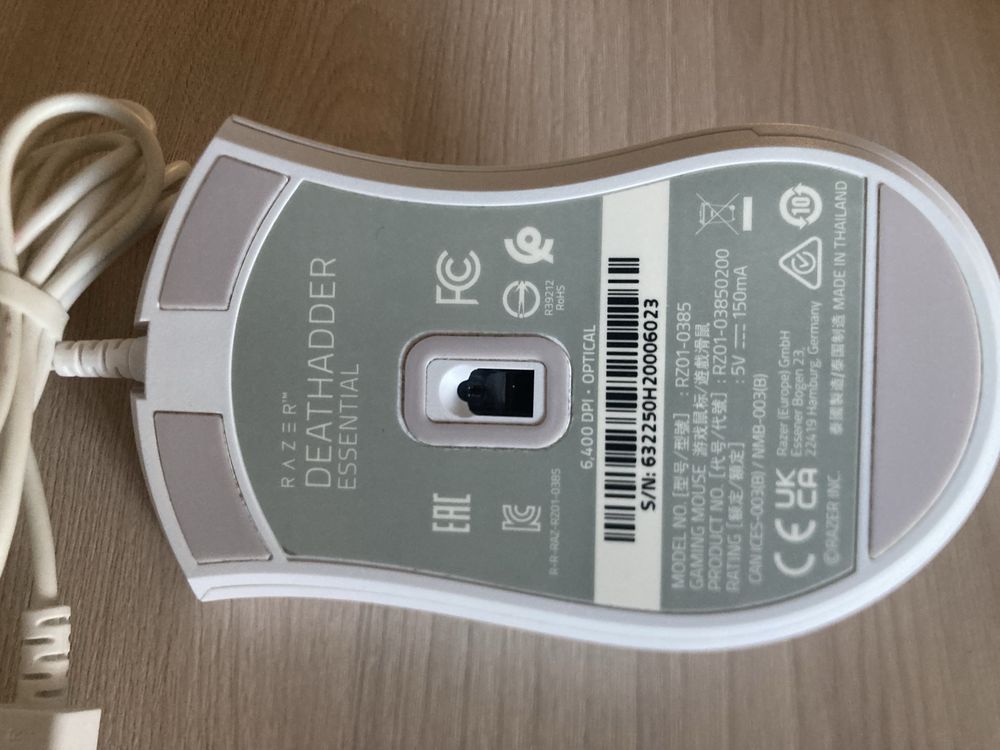 RAZER™
DEATHADDER
ESSENTIAL
FC
EAC
R39212
RoHS
R-R-RAZ-RZ01-0385
6,400 DPI • OPTICAL
S/N: 632250H20006023
MODEL NO. [型号/型號] : RZ01-0385
GAMING MOUSE 游戏鼠标/遊戲滑鼠
PRODUCT NO. [代号/代號] : RZ01-03850200
RATING [额定/額定] : 5V⎓150mA
CAN ICES-003(B) / NMB-003(B)
CE UK CA
Razer (Europe) GmbH
Essener Bogen 23,
22419 Hamburg, Germany
10
©RAZER INC. 泰國製造/泰国制造 MADE IN THAILAND